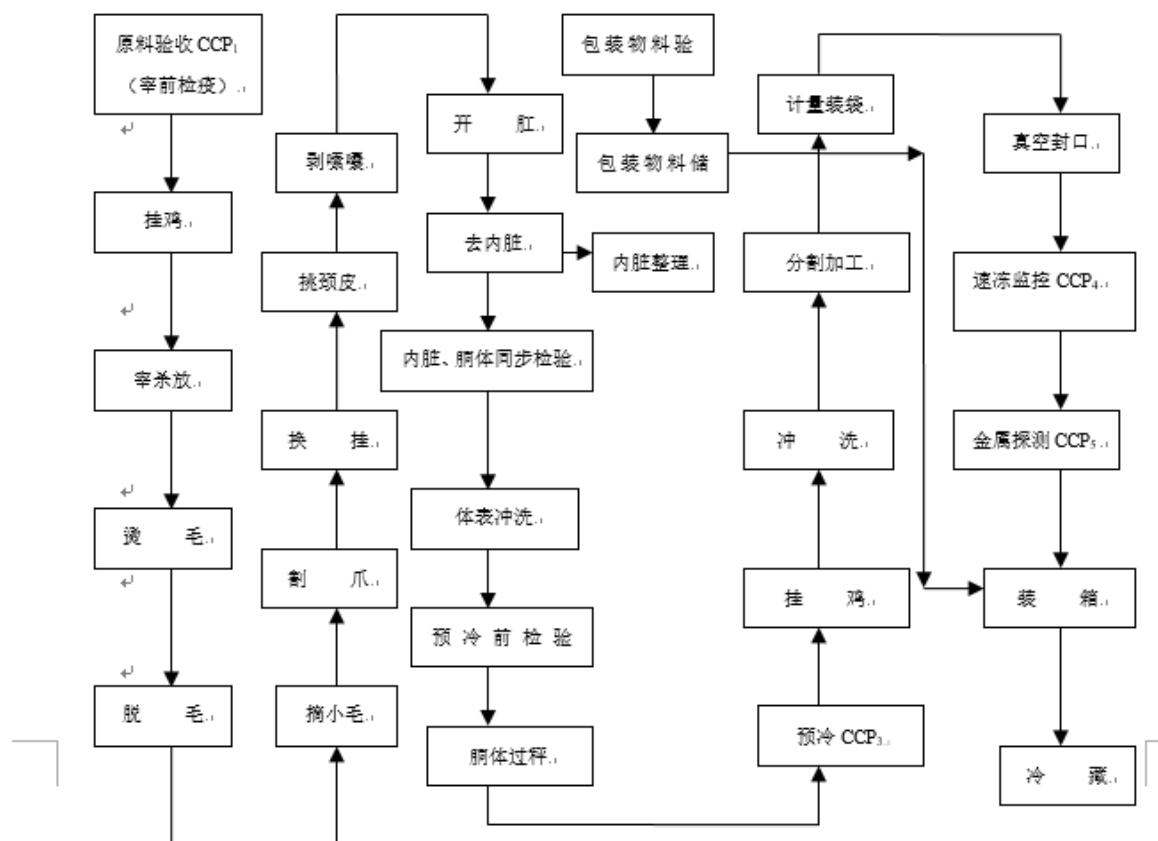 原料验收 CCP₁
（宰前检疫）
挂鸡
宰杀放
烫 毛
脱 毛
摘小毛
割 爪
换 挂
挑颈皮
剥嗉囊
开 肛
去内脏
内脏整理
内脏、胴体同步检验
体表冲洗
预 冷 前 检 验
胴体过秤
包装物料验
包装物料储
预冷 CCP₃
挂 鸡
冲 洗
分割加工
计量装袋
真空封口
速冻监控 CCP₄
金属探测 CCP₅
装 箱
冷 藏